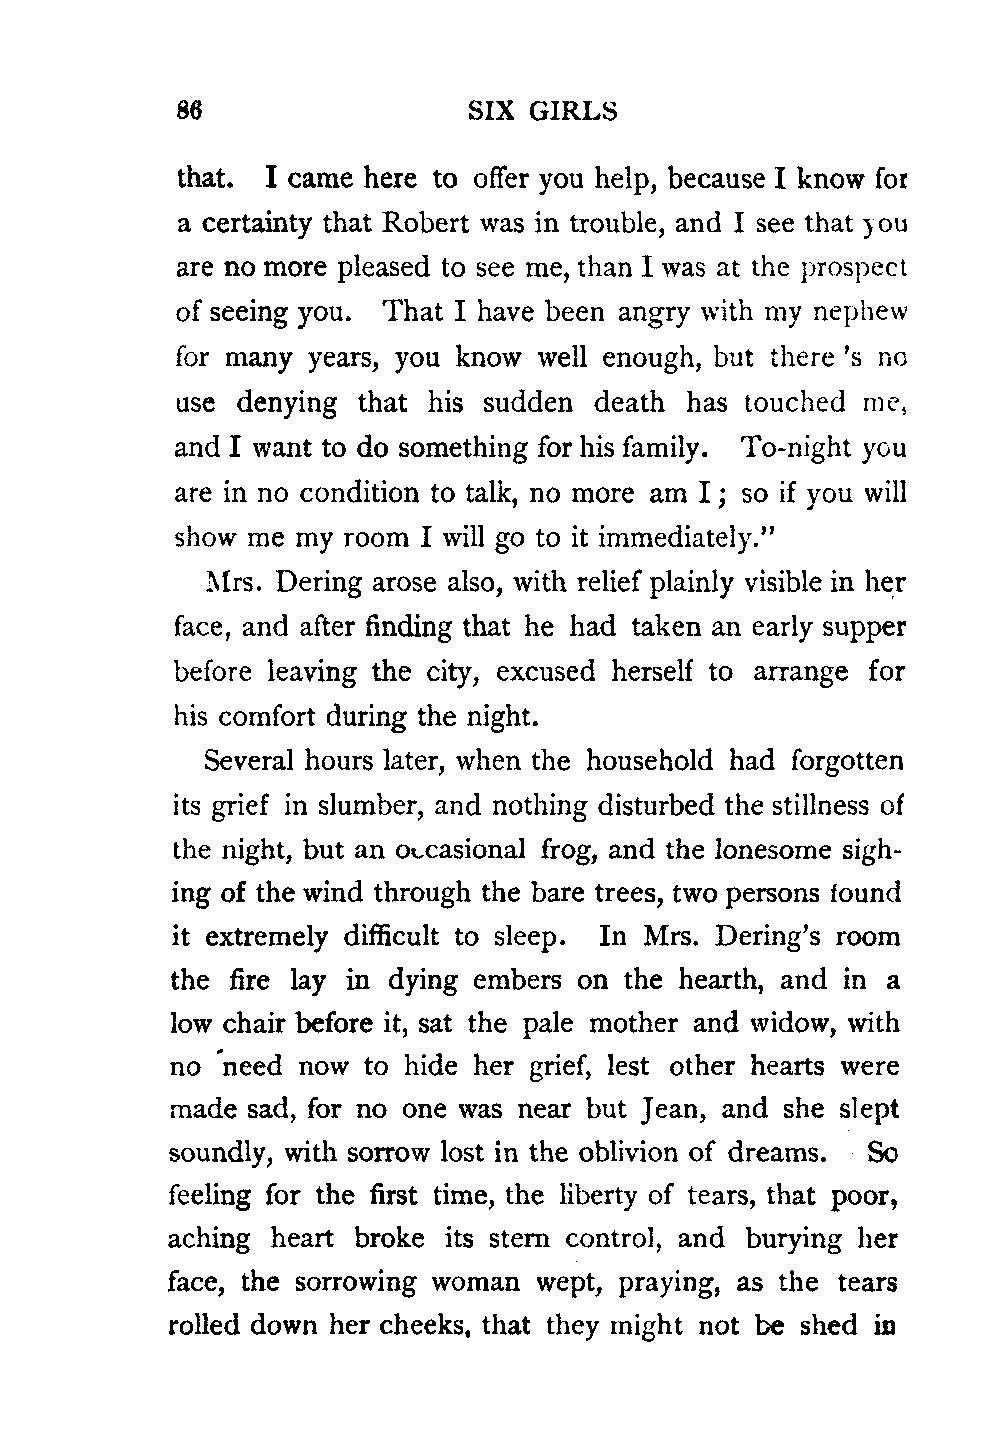 86 SIX GIRLS
that. I came here to offer you help, because I know for
a certainty that Robert was in trouble, and I see that you
are no more pleased to see me, than I was at the prospect
of seeing you. That I have been angry with my nephew
for many years, you know well enough, but there 's no
use denying that his sudden death has touched me,
and I want to do something for his family. To-night you
are in no condition to talk, no more am I; so if you will
show me my room I will go to it immediately."
Mrs. Dering arose also, with relief plainly visible in her
face, and after finding that he had taken an early supper
before leaving the city, excused herself to arrange for
his comfort during the night.
Several hours later, when the household had forgotten
its grief in slumber, and nothing disturbed the stillness of
the night, but an occasional frog, and the lonesome sigh-
ing of the wind through the bare trees, two persons found
it extremely difficult to sleep. In Mrs. Dering's room
the fire lay in dying embers on the hearth, and in a
low chair before it, sat the pale mother and widow, with
no need now to hide her grief, lest other hearts were
made sad, for no one was near but Jean, and she slept
soundly, with sorrow lost in the oblivion of dreams. So
feeling for the first time, the liberty of tears, that poor,
aching heart broke its stern control, and burying her
face, the sorrowing woman wept, praying, as the tears
rolled down her cheeks, that they might not be shed in